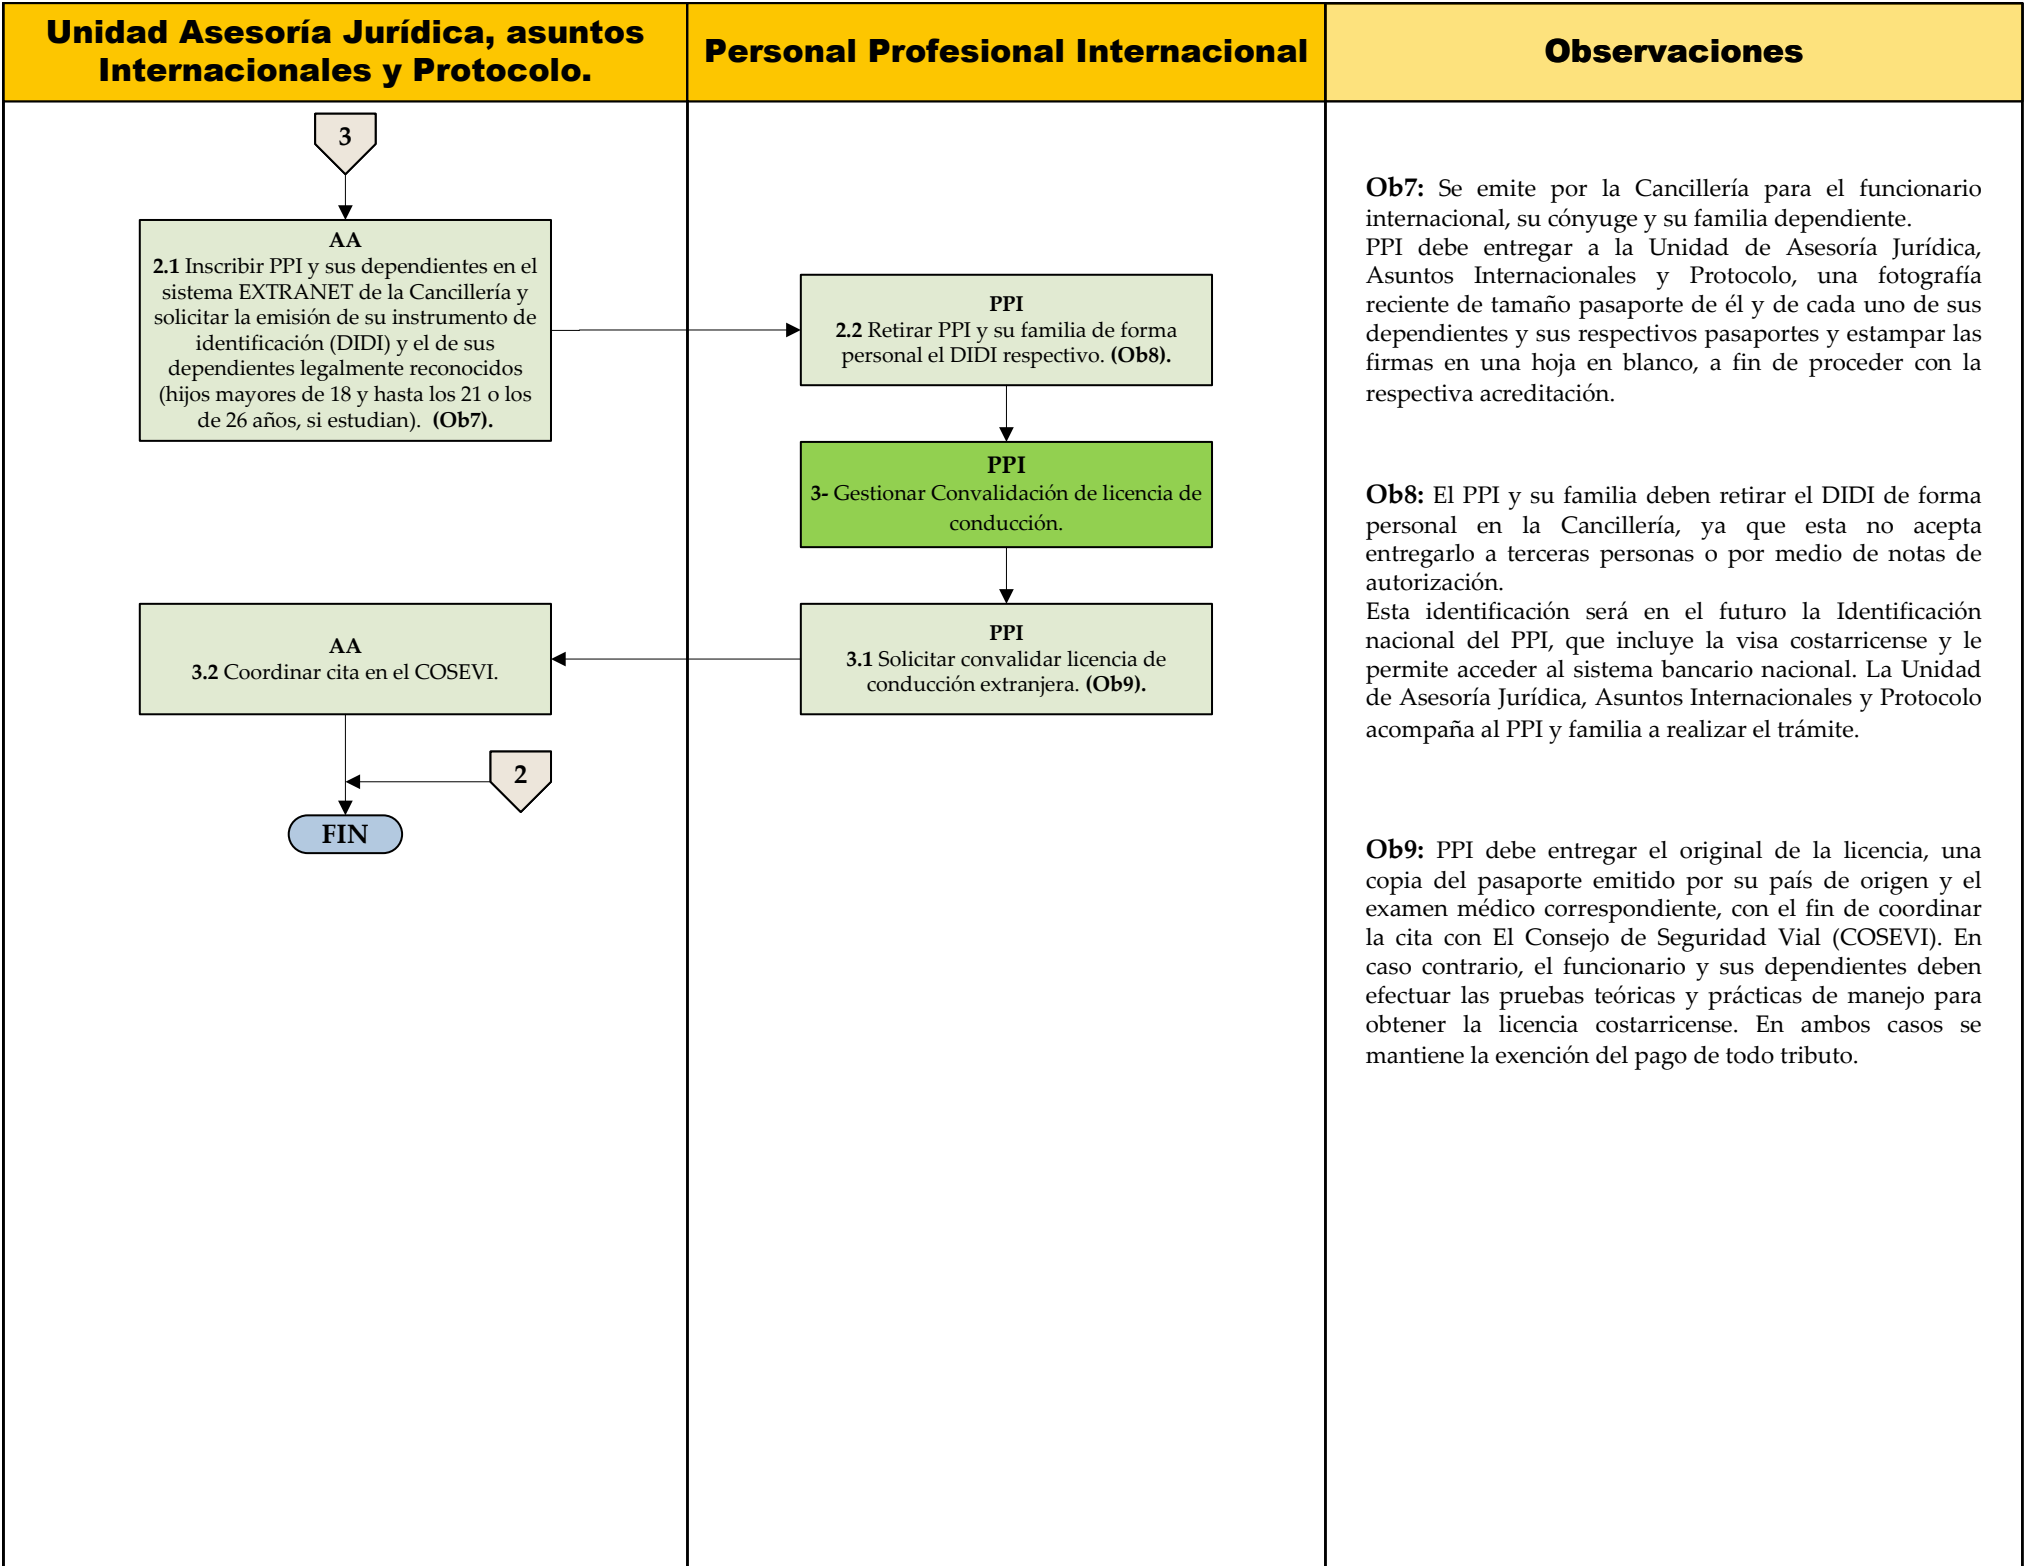 Unidad Asesoría Jurídica, asuntos
Internacionales y Protocolo.
Personal Profesional Internacional
Observaciones
3
AA
2.1 Inscribir PPI y sus dependientes en el
sistema EXTRANET de la Cancillería y
solicitar la emisión de su instrumento de
identificación (DIDI) y el de sus
dependientes legalmente reconocidos
(hijos mayores de 18 y hasta los 21 o los
de 26 años, si estudian). (Ob7).
PPI
2.2 Retirar PPI y su familia de forma
personal el DIDI respectivo. (Ob8).
PPI
3- Gestionar Convalidación de licencia de
conducción.
PPI
3.1 Solicitar convalidar licencia de
conducción extranjera. (Ob9).
AA
3.2 Coordinar cita en el COSEVI.
2
FIN
Ob7: Se emite por la Cancillería para el funcionario
internacional, su cónyuge y su familia dependiente.
PPI debe entregar a la Unidad de Asesoría Jurídica,
Asuntos Internacionales y Protocolo, una fotografía
reciente de tamaño pasaporte de él y de cada uno de sus
dependientes y sus respectivos pasaportes y estampar las
firmas en una hoja en blanco, a fin de proceder con la
respectiva acreditación.
Ob8: El PPI y su familia deben retirar el DIDI de forma
personal en la Cancillería, ya que esta no acepta
entregarlo a terceras personas o por medio de notas de
autorización.
Esta identificación será en el futuro la Identificación
nacional del PPI, que incluye la visa costarricense y le
permite acceder al sistema bancario nacional. La Unidad
de Asesoría Jurídica, Asuntos Internacionales y Protocolo
acompaña al PPI y familia a realizar el trámite.
Ob9: PPI debe entregar el original de la licencia, una
copia del pasaporte emitido por su país de origen y el
examen médico correspondiente, con el fin de coordinar
la cita con El Consejo de Seguridad Vial (COSEVI). En
caso contrario, el funcionario y sus dependientes deben
efectuar las pruebas teóricas y prácticas de manejo para
obtener la licencia costarricense. En ambos casos se
mantiene la exención del pago de todo tributo.